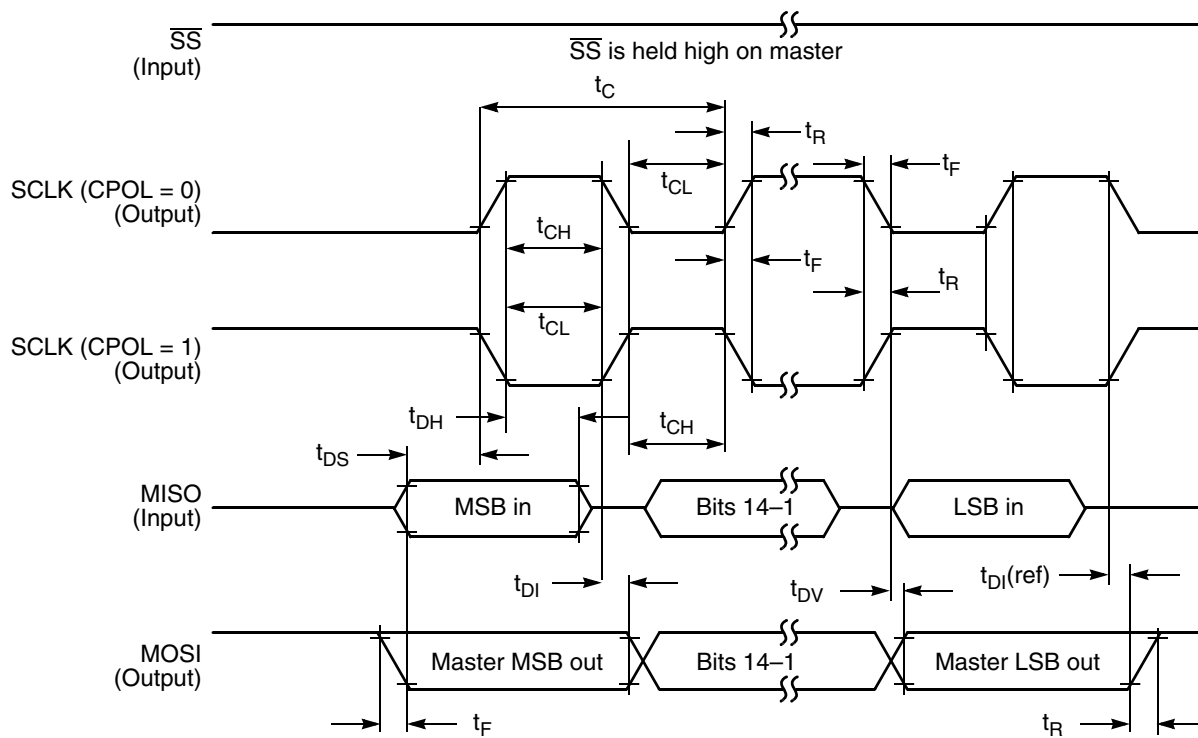 SS
(Input)
SS is held high on master
tC
tR
tF
SCLK (CPOL = 0)
(Output)
tCL
tCH
tF
tR
tCL
SCLK (CPOL = 1)
(Output)
tDH
tCH
tDS
MISO
(Input)
MSB in
Bits 14–1
LSB in
tDI
tDV
tDI(ref)
MOSI
(Output)
Master MSB out
Bits 14–1
Master LSB out
tF
tR